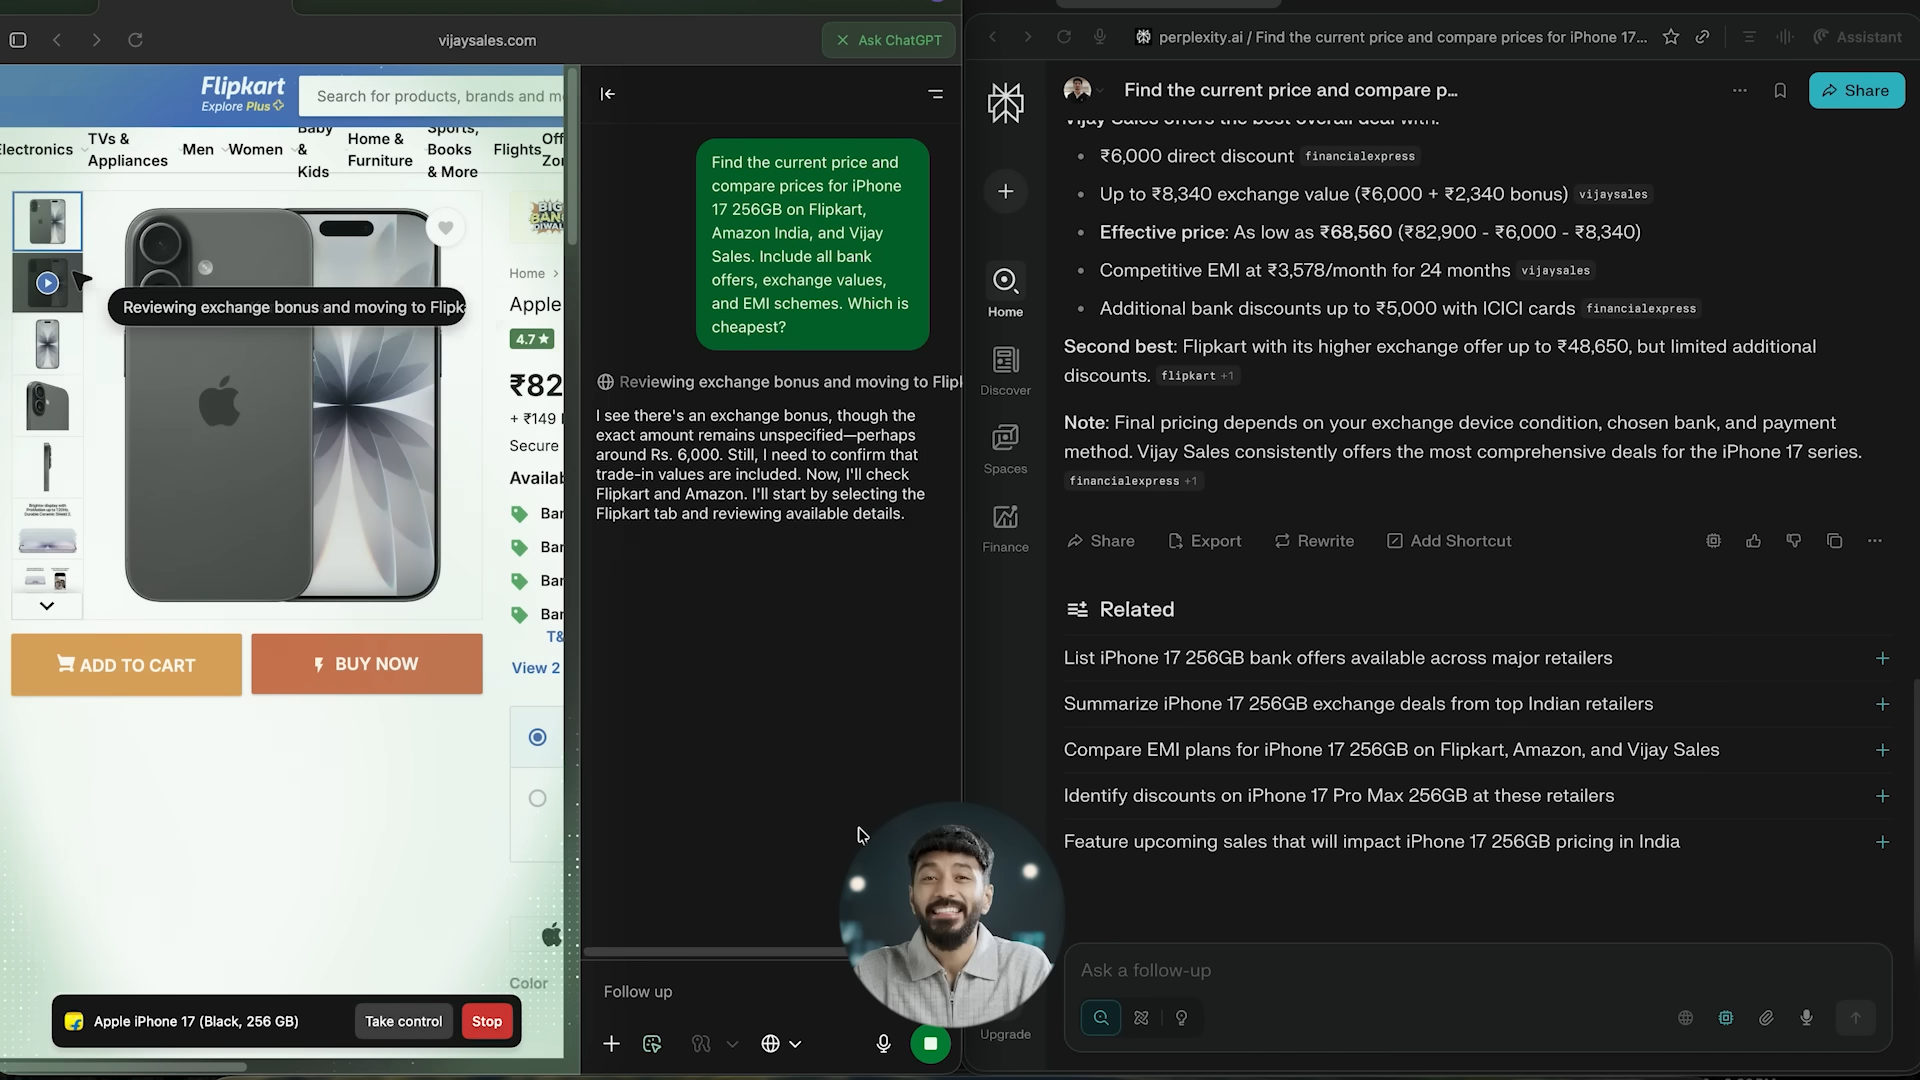 vijaysales.com
Ask ChatGPT
Flipkart
Explore Plus
Search for products, brands and
Electronics
TVs &
Appliances
Men
Women
Baby
&
Kids
Home &
Furniture
Sports,
Books
& More
Flights
Home
Apple
4.7
₹82
+ ₹149
Secure
View 2
Color
Reviewing exchange bonus and moving to
ADD TO CART
BUY NOW
Apple iPhone 17 (Black, 256 GB)
Take control
Stop
Find the current price and
compare prices for iPhone
17 256GB on Flipkart,
Amazon India, and Vijay
Sales. Include all bank
offers, exchange values,
and EMI schemes. Which is
cheapest?
Reviewing exchange bonus and moving to
I see there's an exchange bonus, though the
exact amount remains unspecified—perhaps
around Rs. 6,000. Still, I need to confirm that
trade-in values are included. Now, I'll check
Flipkart and Amazon. I'll start by selecting the
Flipkart tab and reviewing available details.
Follow up
perplexity.ai / Find the current price and compare prices for iPhone 17...
Assistant
Find the current price and compare p...
Share
Home
Discover
Spaces
Finance
Upgrade
Vijay Sales offers the best overall deal with:
• ₹6,000 direct discount financialexpress
• Up to ₹8,340 exchange value (₹6,000 + ₹2,340 bonus) vijaysales
• Effective price: As low as ₹68,560 (₹82,900 - ₹6,000 - ₹8,340)
• Competitive EMI at ₹3,578/month for 24 months vijaysales
• Additional bank discounts up to ₹5,000 with ICICI cards financialexpress
Second best: Flipkart with its higher exchange offer up to ₹48,650, but limited additional
discounts. flipkart +1
Note: Final pricing depends on your exchange device condition, chosen bank, and payment
method. Vijay Sales consistently offers the most comprehensive deals for the iPhone 17 series.
financialexpress +1
Share
Export
Rewrite
Add Shortcut
Related
List iPhone 17 256GB bank offers available across major retailers
Summarize iPhone 17 256GB exchange deals from top Indian retailers
Compare EMI plans for iPhone 17 256GB on Flipkart, Amazon, and Vijay Sales
Identify discounts on iPhone 17 Pro Max 256GB at these retailers
Feature upcoming sales that will impact iPhone 17 256GB pricing in India
Ask a follow-up